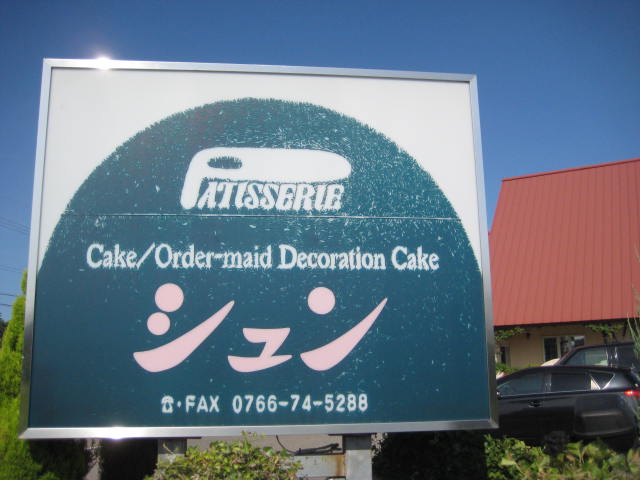 PATISSERIE
Cake/Order-maid Decoration Cake
シュン
☎・FAX 0766-74-5288